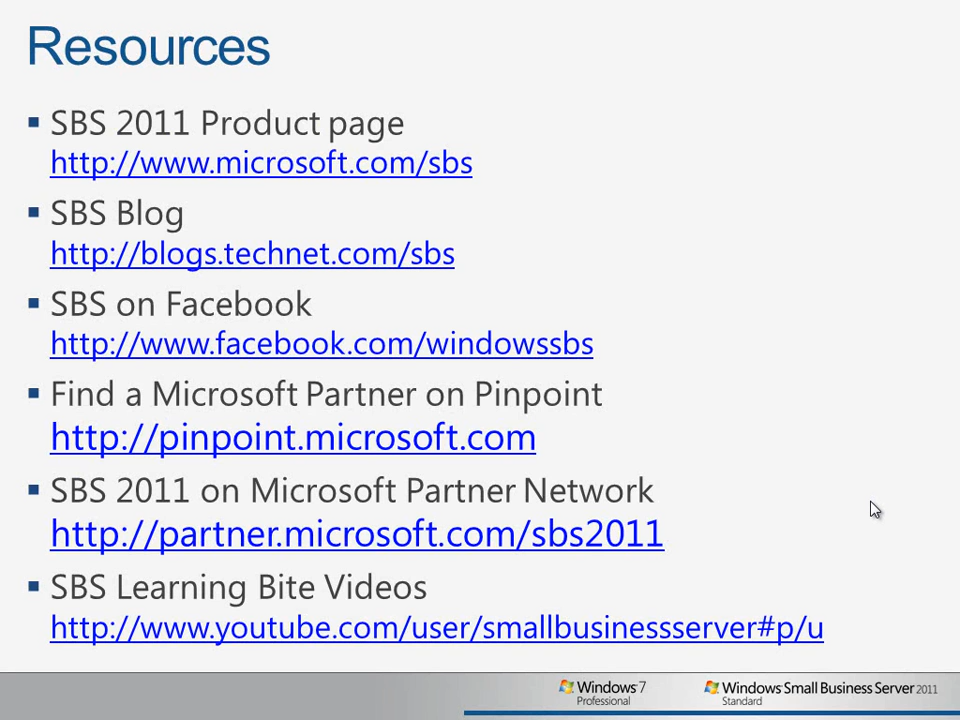 Resources
SBS 2011 Product page
http://www.microsoft.com/sbs
SBS Blog
http://blogs.technet.com/sbs
SBS on Facebook
http://www.facebook.com/windowssbs
Find a Microsoft Partner on Pinpoint
http://pinpoint.microsoft.com
SBS 2011 on Microsoft Partner Network
http://partner.microsoft.com/sbs2011
SBS Learning Bite Videos
http://www.youtube.com/user/smallbusinessserver#p/u
Windows 7
Professional
Windows Small Business Server 2011
Standard